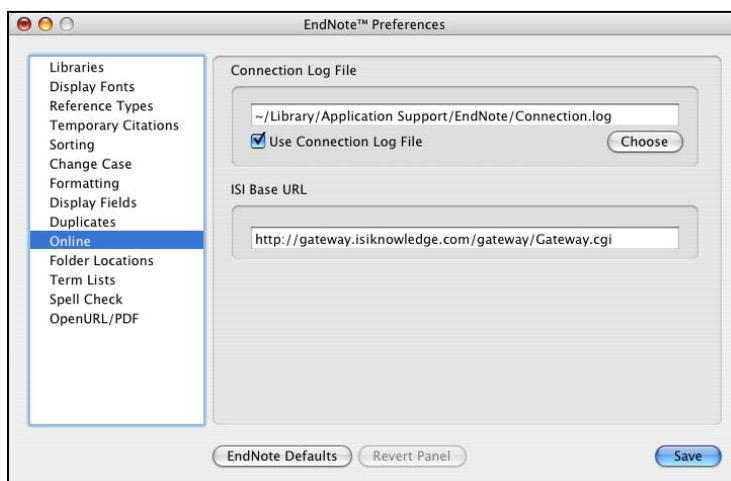 EndNote™ Preferences
Libraries
Display Fonts
Reference Types
Temporary Citations
Sorting
Change Case
Formatting
Display Fields
Duplicates
Online
Folder Locations
Term Lists
Spell Check
OpenURL/PDF
Connection Log File
~/Library/Application Support/EndNote/Connection.log
Use Connection Log File
Choose
ISI Base URL
http://gateway.isiknowledge.com/gateway/Gateway.cgi
EndNote Defaults
Revert Panel
Save